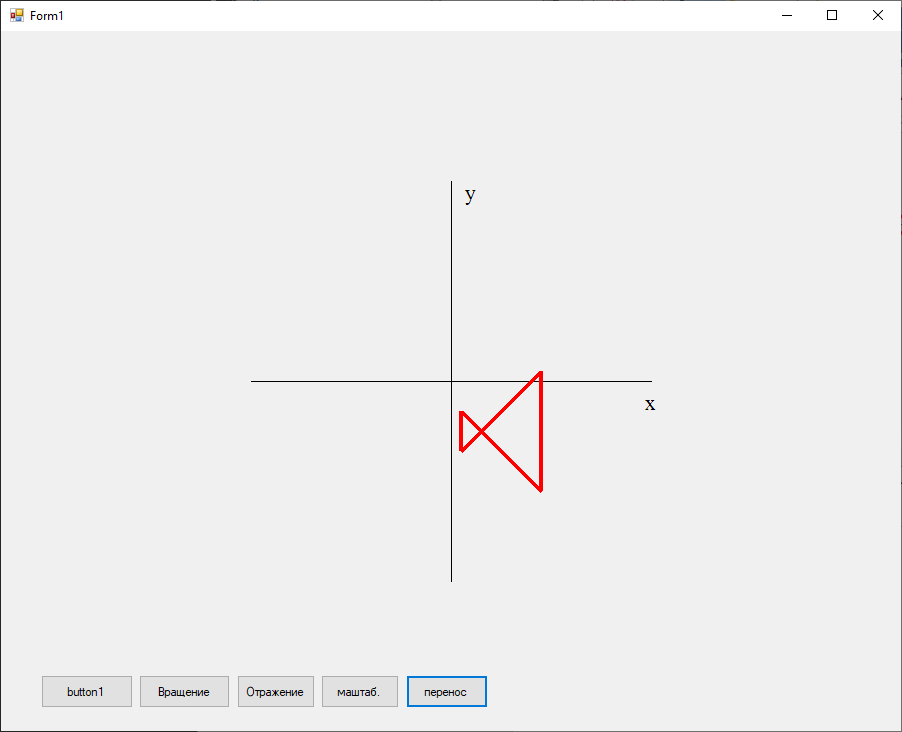 Form1
y
x
button1
Вращение
Отражение
маштаб.
перенос